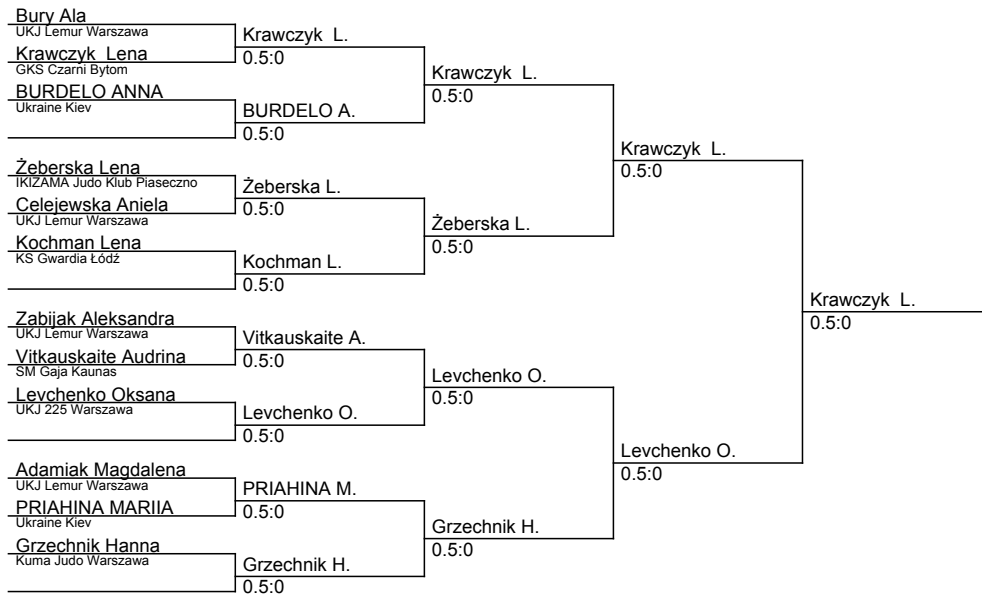 Bury Ala
UKJ Lemur Warszawa
Krawczyk  Lena
GKS Czarni Bytom
BURDELO ANNA
Ukraine Kiev
Żeberska Lena
IKIZAMA Judo Klub Piaseczno
Celejewska Aniela
UKJ Lemur Warszawa
Kochman Lena
KS Gwardia Łódź
Zabijak Aleksandra
UKJ Lemur Warszawa
Vitkauskaite Audrina
SM Gaja Kaunas
Levchenko Oksana
UKJ 225 Warszawa
Adamiak Magdalena
UKJ Lemur Warszawa
PRIAHINA MARIIA
Ukraine Kiev
Grzechnik Hanna
Kuma Judo Warszawa
Krawczyk  L.
0.5:0
BURDELO A.
0.5:0
Żeberska L.
0.5:0
Kochman L.
0.5:0
Vitkauskaite A.
0.5:0
Levchenko O.
0.5:0
PRIAHINA M.
0.5:0
Grzechnik H.
0.5:0
Krawczyk  L.
0.5:0
Żeberska L.
0.5:0
Levchenko O.
0.5:0
Grzechnik H.
0.5:0
Krawczyk  L.
0.5:0
Levchenko O.
0.5:0
Krawczyk  L.
0.5:0